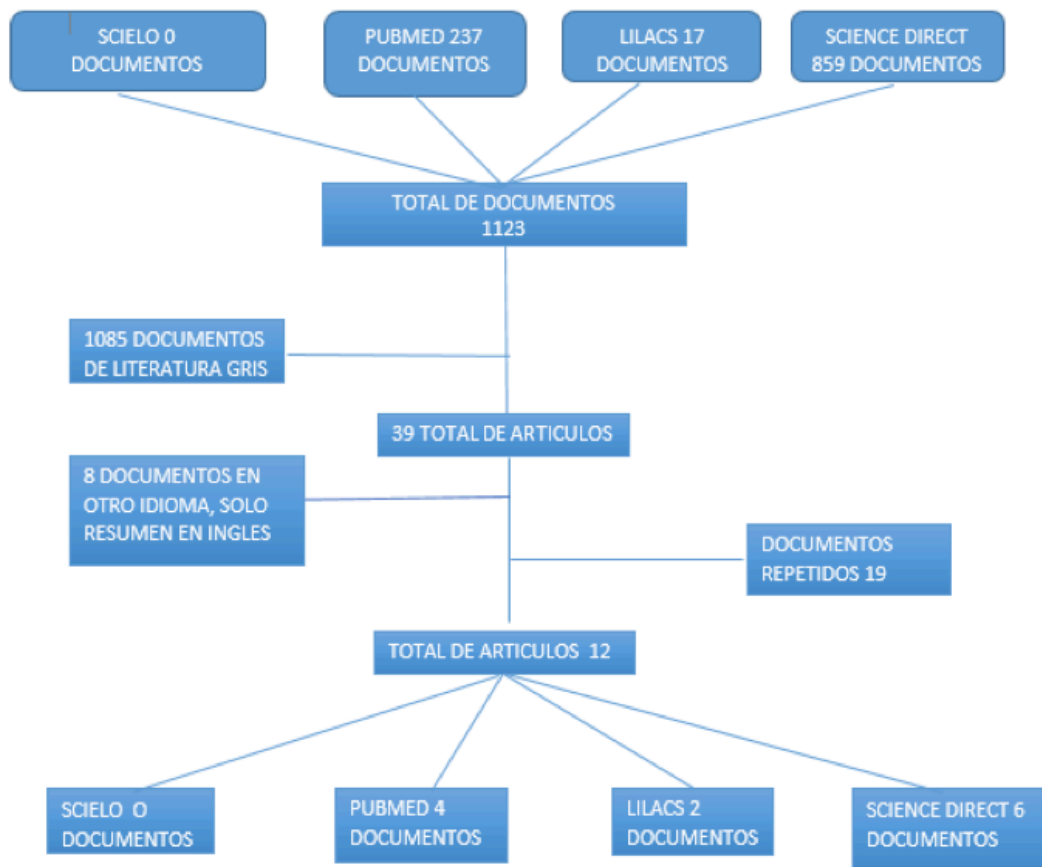 SCIELO 0
DOCUMENTOS
PUBMED 237
DOCUMENTOS
LILACS 17
DOCUMENTOS
SCIENCE DIRECT
859 DOCUMENTOS
TOTAL DE DOCUMENTOS
1123
1085 DOCUMENTOS
DE LITERATURA GRIS
39 TOTAL DE ARTICULOS
8 DOCUMENTOS EN
OTRO IDIOMA, SOLO
RESUMEN EN INGLES
DOCUMENTOS
REPETIDOS 19
TOTAL DE ARTICULOS 12
SCIELO O
DOCUMENTOS
PUBMED 4
DOCUMENTOS
LILACS 2
DOCUMENTOS
SCIENCE DIRECT 6
DOCUMENTOS